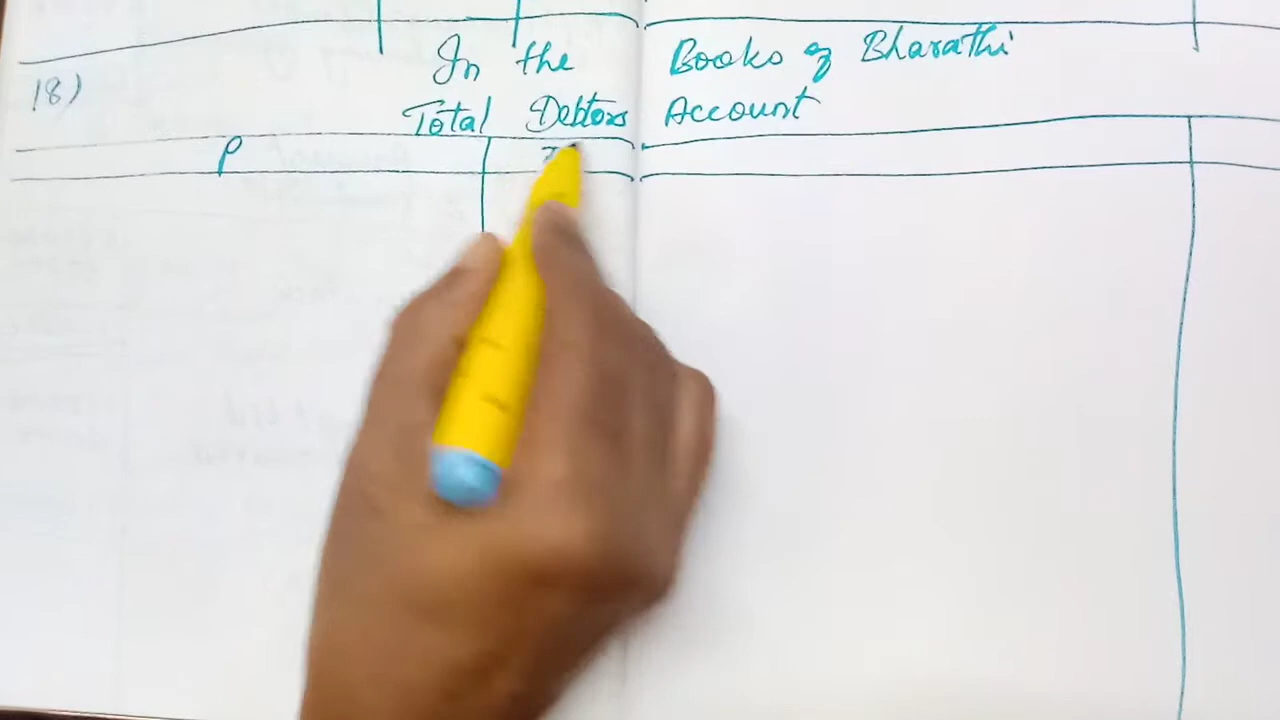 In the Books of Bharathi
18)
Total Debtors Account
P